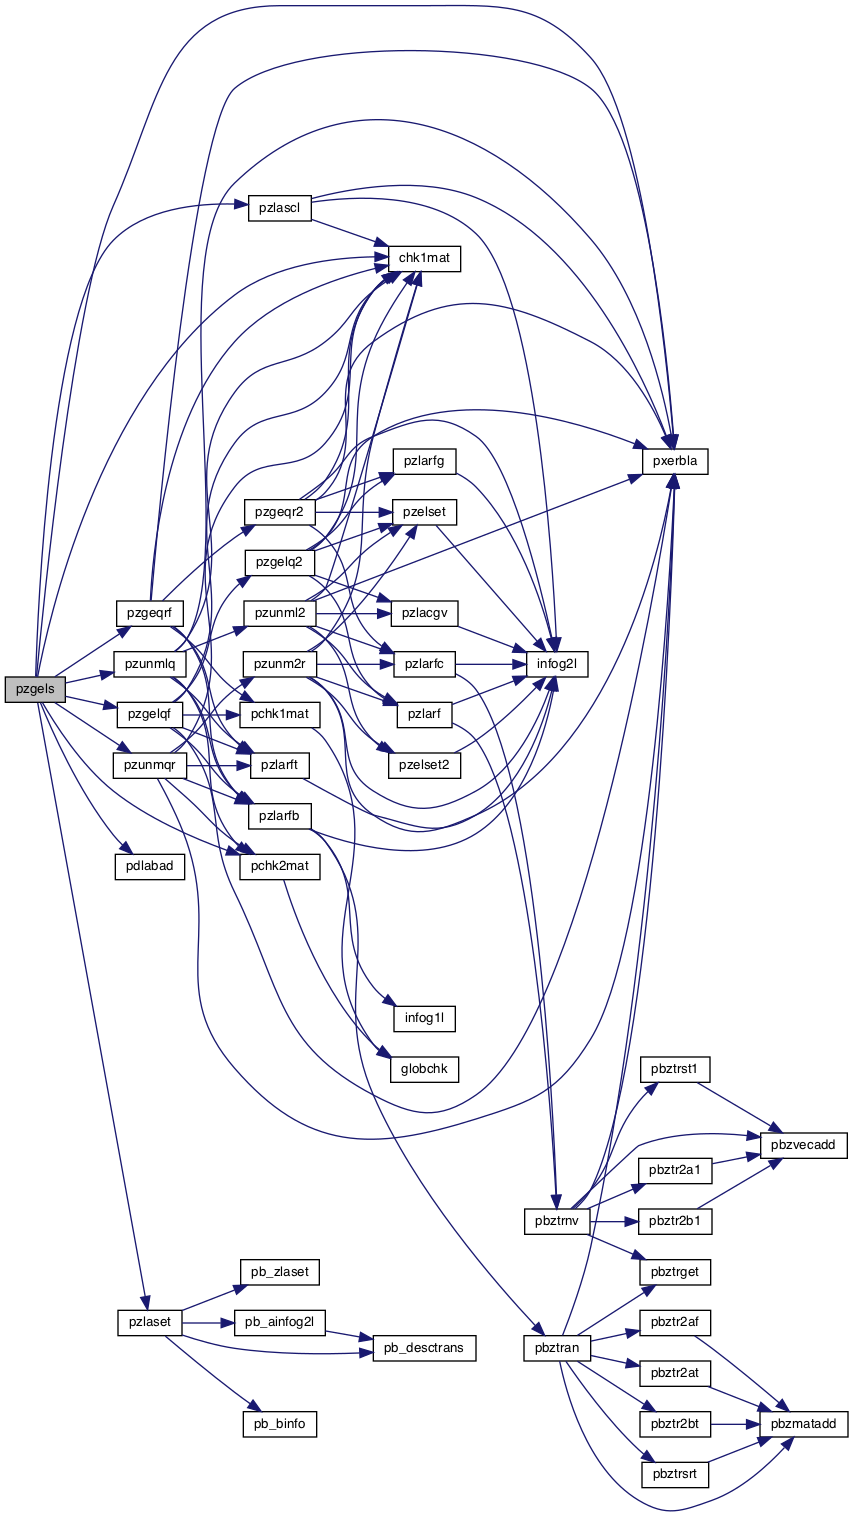 pzlascl
chk1mat
pxerbla
pzlarfg
pzgeqr2
pzelset
pzgelq2
pzgeqrf
pzunml2
pzlacgv
pzunmlq
pzunm2r
pzlarfc
infog2l
pzgels
pzgelqf
pchk1mat
pzlarf
pzunmqr
pzlarft
pzelset2
pzlarfb
pdlabad
pchk2mat
infog1l
globchk
pbztrst1
pbzvecadd
pbztr2a1
pbztrnv
pbztr2b1
pb_zlaset
pbztrget
pzlaset
pb_ainfog2l
pbztr2af
pb_desctrans
pbztran
pbztr2at
pb_binfo
pbztr2bt
pbzmatadd
pbztrsrt